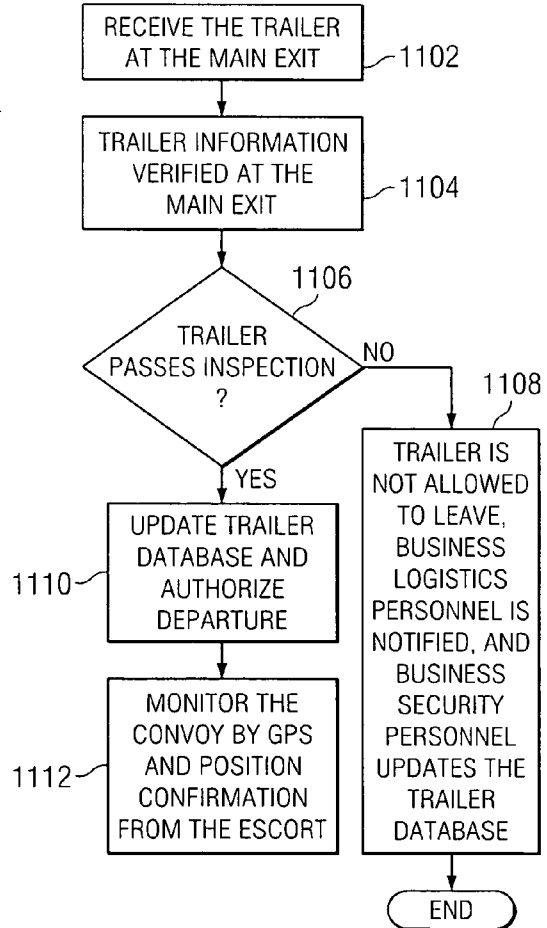 RECEIVE THE TRAILER
AT THE MAIN EXIT
1102
TRAILER INFORMATION
VERIFIED AT THE
MAIN EXIT
1104
1106
TRAILER
PASSES INSPECTION
?
NO
YES
1108
TRAILER IS
NOT ALLOWED
TO LEAVE,
BUSINESS
LOGISTICS
PERSONNEL IS
NOTIFIED, AND
BUSINESS
SECURITY
PERSONNEL
UPDATES THE
TRAILER
DATABASE
UPDATE TRAILER
DATABASE AND
AUTHORIZE
DEPARTURE
1110
MONITOR THE
CONVOY BY GPS
AND POSITION
CONFIRMATION
FROM THE ESCORT
1112
END